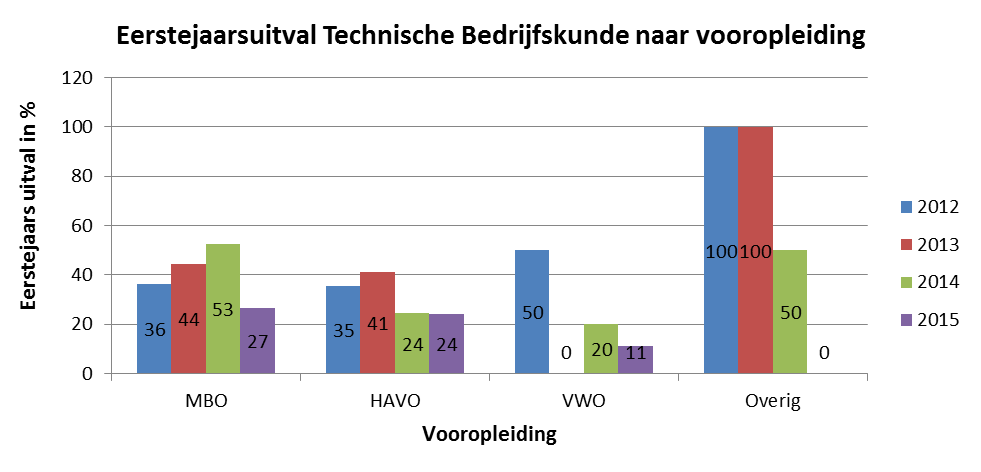 Eerstejaarsuitval Technische Bedrijfskunde naar vooropleiding
Eerstejaars uitval in %
120
100
80
60
40
20
0
36 44 53 27
35 41 24 24
50 0 20 11
100 100 50 0
MBO HAVO VWO Overig
Vooropleiding
2012
2013
2014
2015